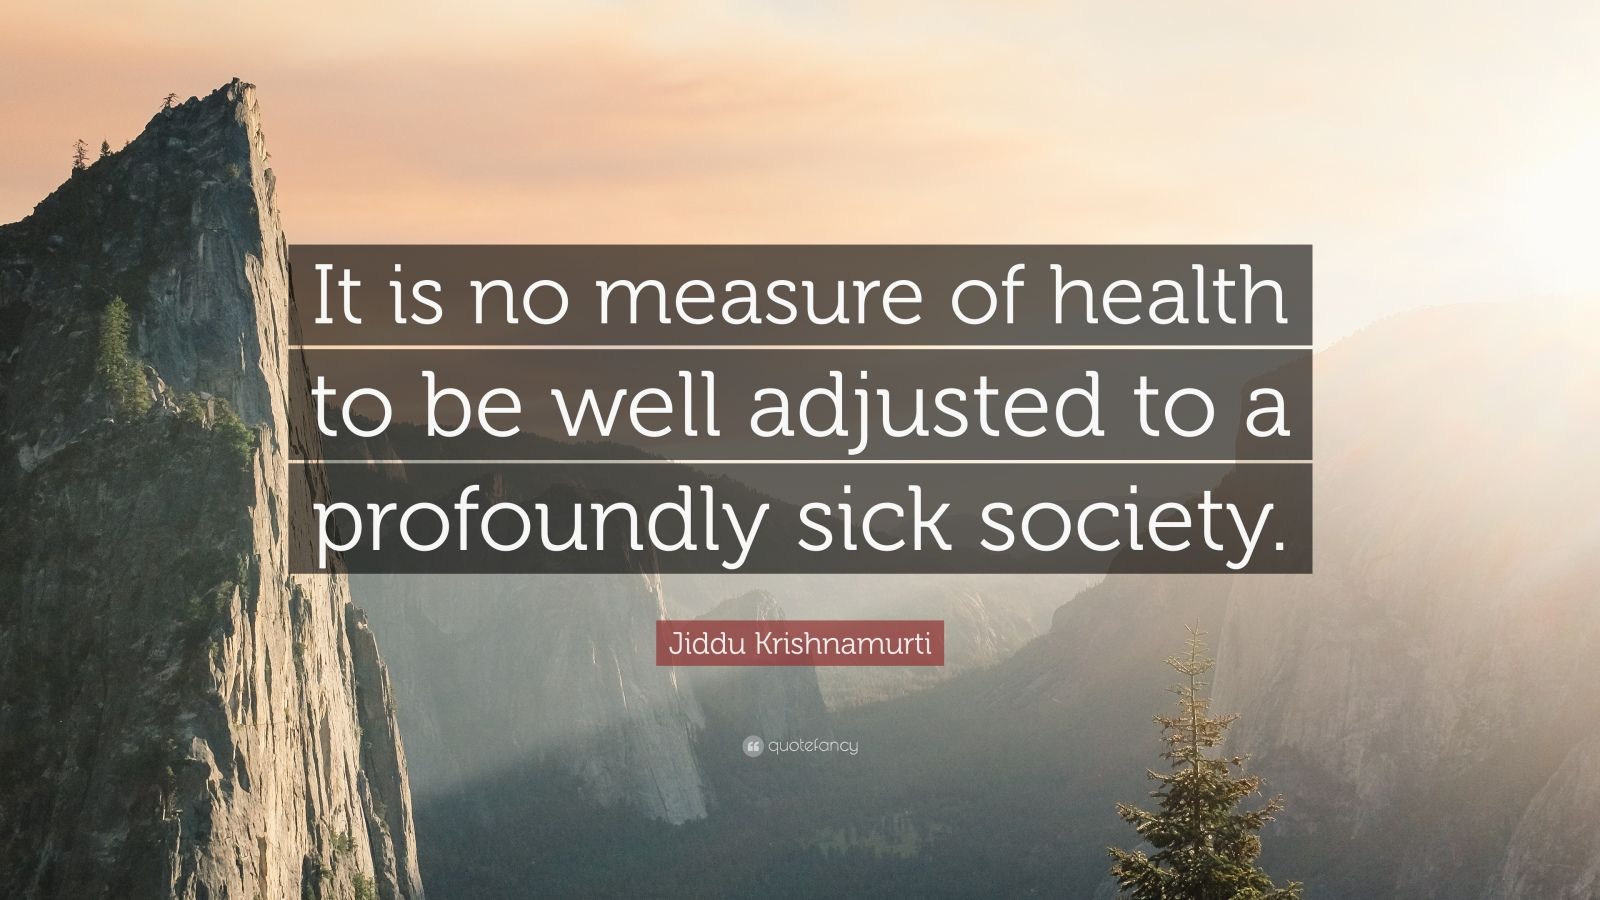 It is no measure of health
to be well adjusted to a
profoundly sick society.
Jiddu Krishnamurti
quotefancy